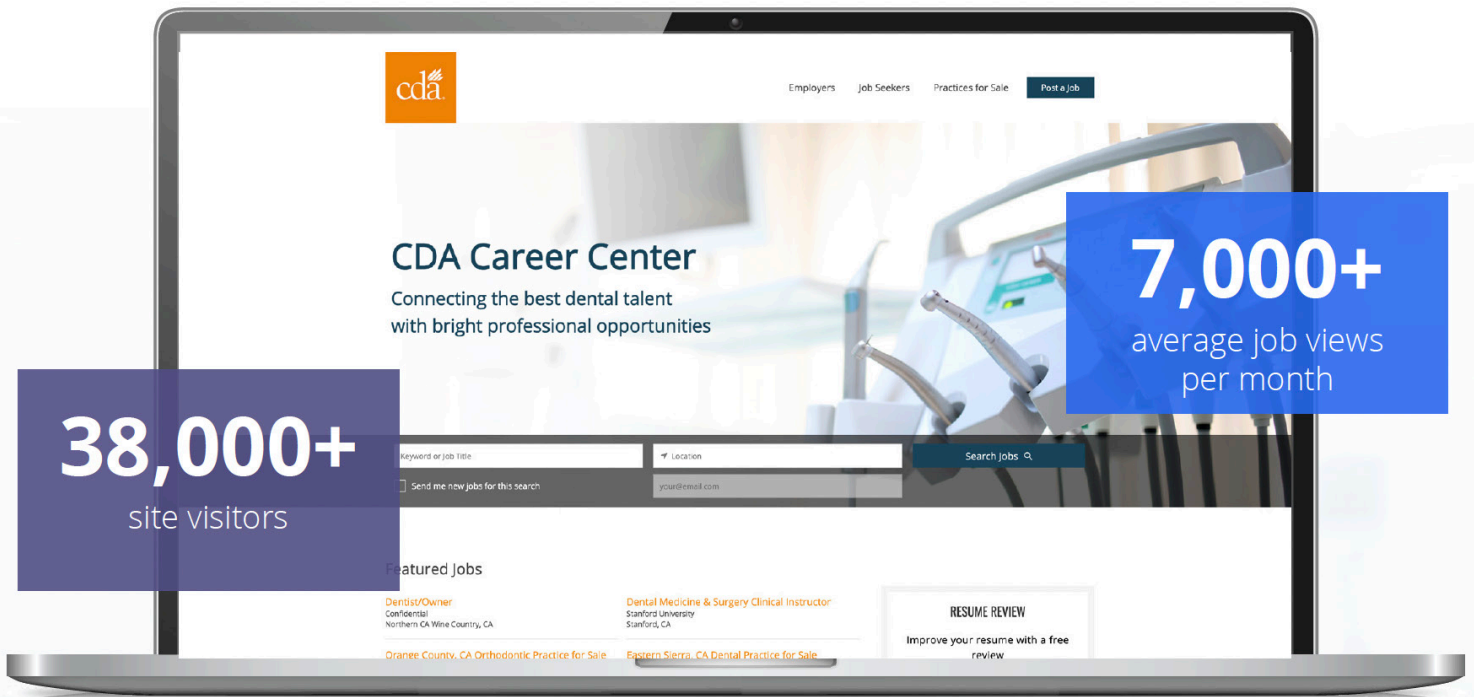 cda
Employers
Job Seekers
Practices for Sale
Post a Job
CDA Career Center
Connecting the best dental talent
with bright professional opportunities
7,000+
average job views
per month
38,000+
site visitors
Keyword or Job Title
Location
Search Jobs
Send me new jobs for this search
your@email.com
Featured Jobs
Dentist/Owner
Confidential
Northern CA Wine Country, CA
Dental Medicine & Surgery Clinical Instructor
Stanford University
Stanford, CA
Orange County, CA Orthodontic Practice for Sale
Eastern Sierra, CA Dental Practice for Sale
RESUME REVIEW
Improve your resume with a free
review